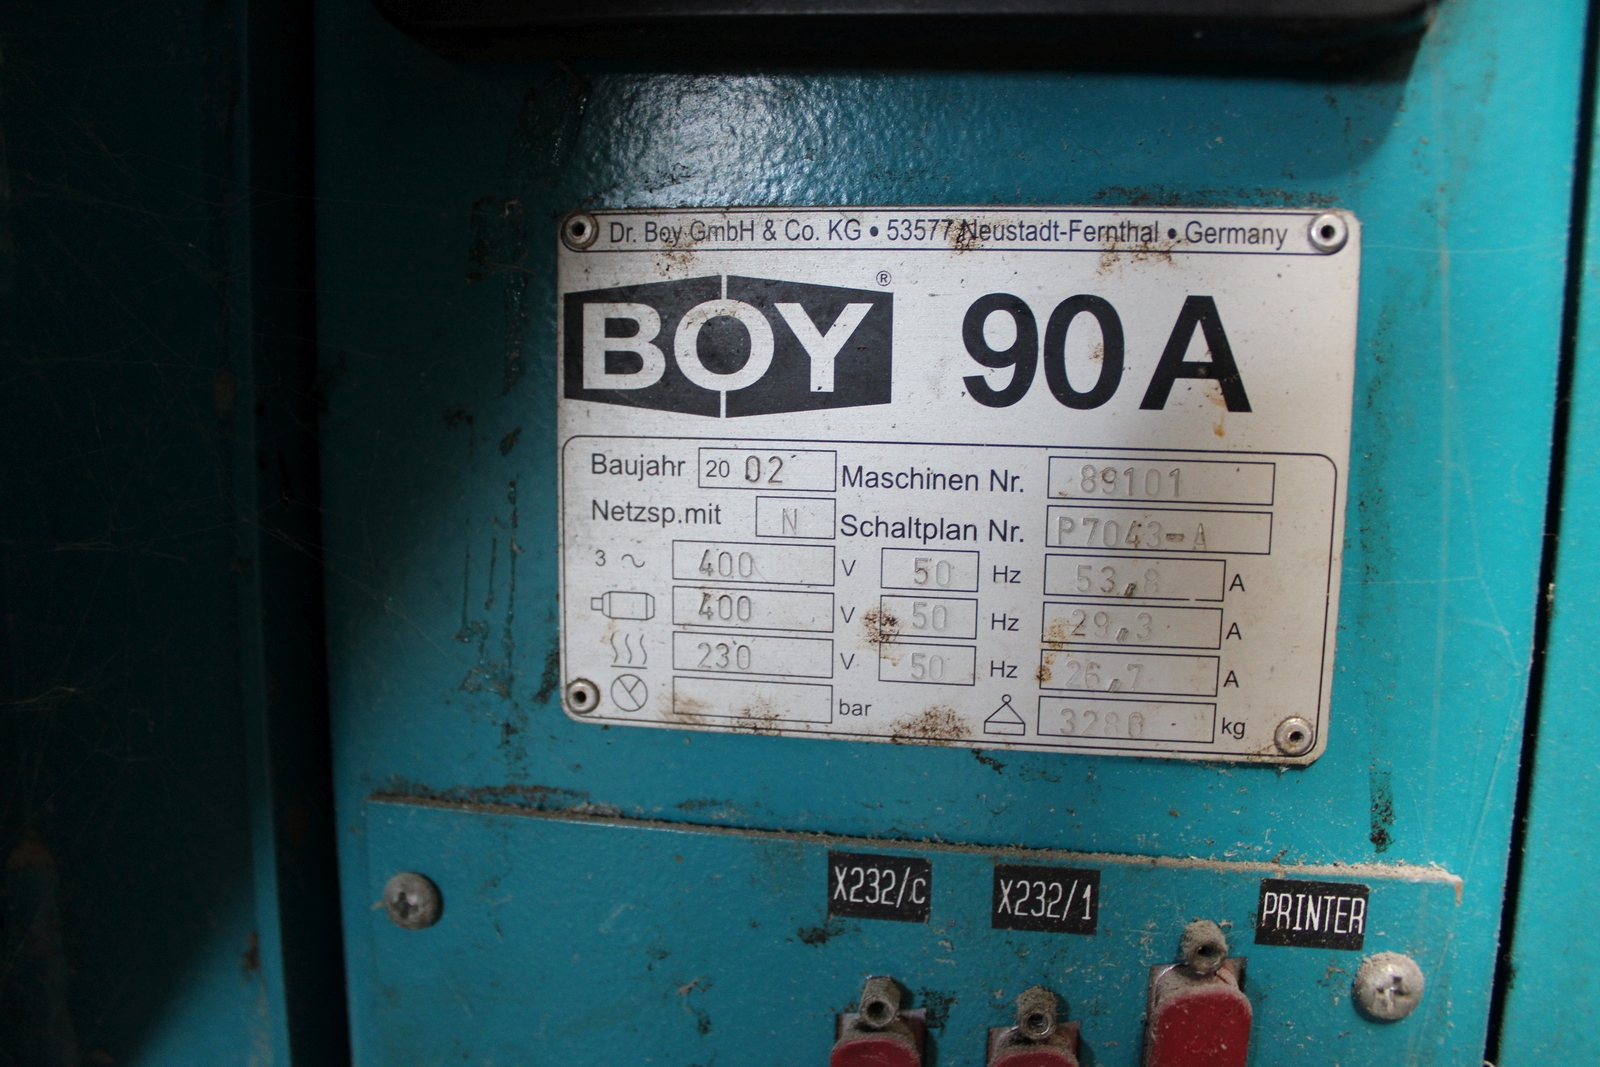 Dr. Boy GmbH & Co. KG • 53577 Neustadt-Fernthal • Germany
BOY ® 90 A
Baujahr 20 02 Maschinen Nr. 89101
Netzsp.mit N Schaltplan Nr. P7043-A
3 ~ 400 V 50 Hz 53,8 A
400 V 50 Hz 29,3 A
230 V 50 Hz 26,7 A
bar 3280 kg
X232/C X232/1 PRINTER